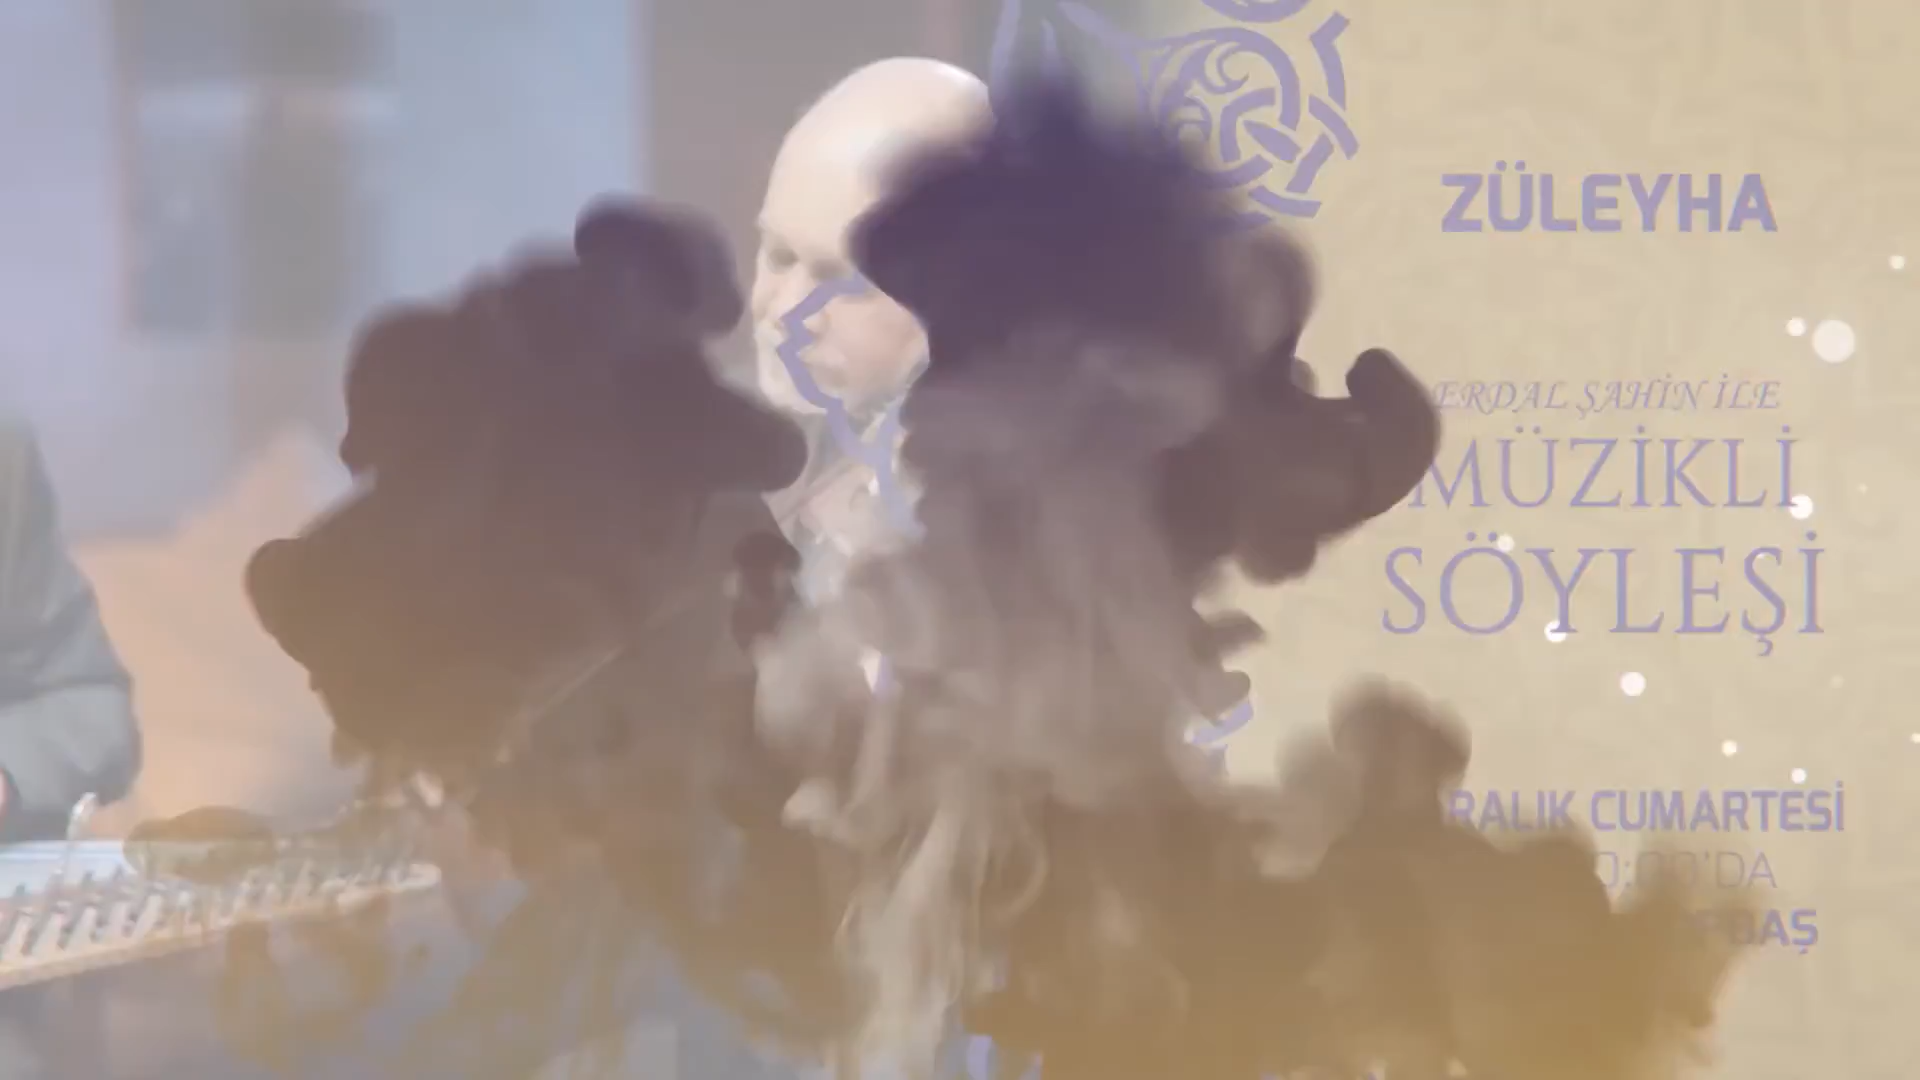 ZÜLEYHA
ERDAL ŞAHİN İLE
MÜZİKLİ
SÖYLEŞİ
CUMARTESİ